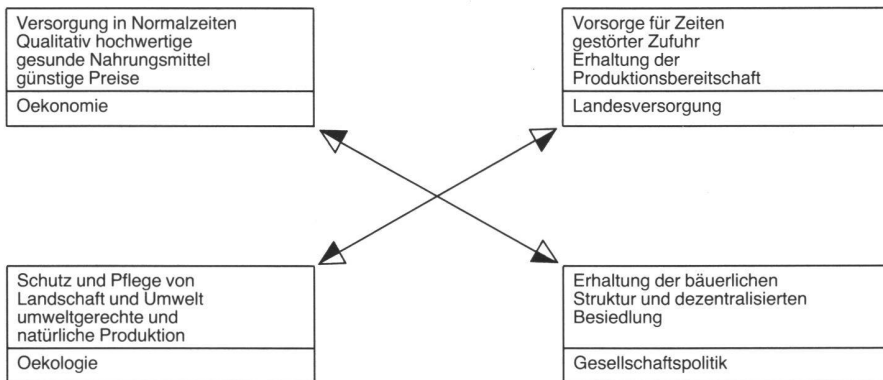 Versorgung in Normalzeiten
Qualitativ hochwertige
gesunde Nahrungsmittel
günstige Preise
Oekonomie
Vorsorge für Zeiten
gestörter Zufuhr
Erhaltung der
Produktionsbereitschaft
Landesversorgung
Schutz und Pflege von
Landschaft und Umwelt
umweltgerechte und
natürliche Produktion
Oekologie
Erhaltung der bäuerlichen
Struktur und dezentralisierten
Besiedlung
Gesellschaftspolitik